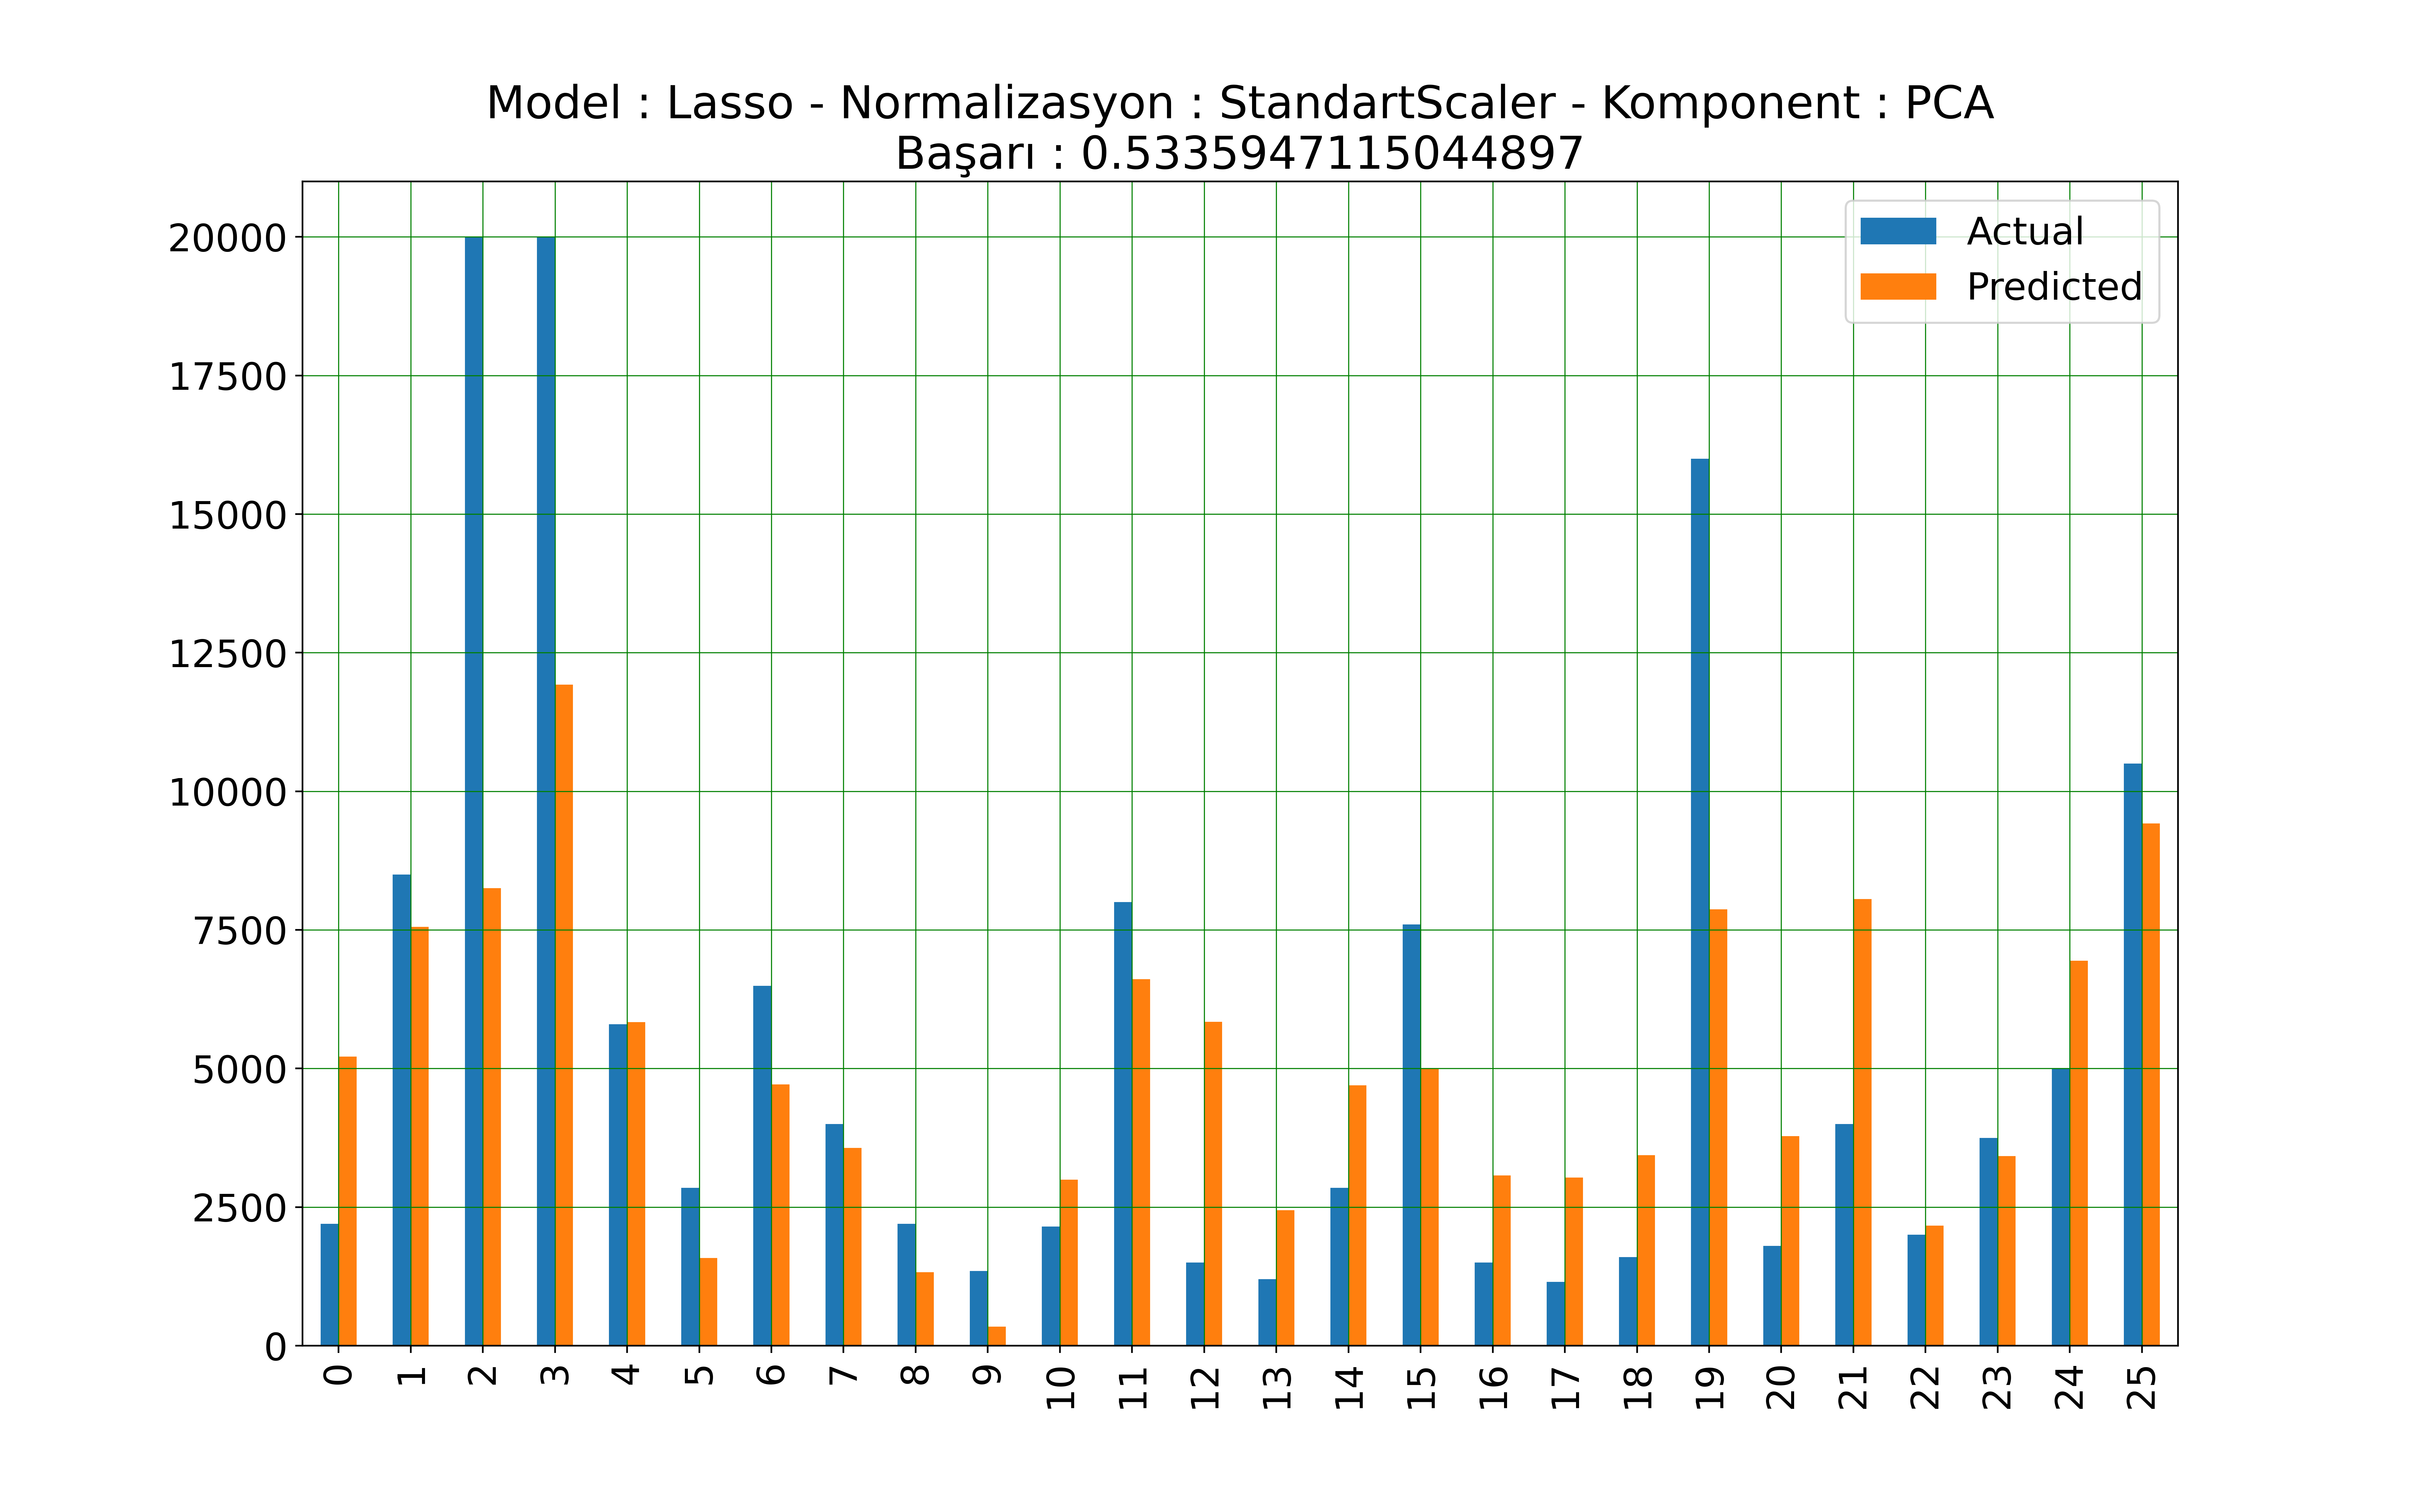 Model : Lasso - Normalizasyon : StandartScaler - Komponent : PCA
Başarı : 0.5335947115044897
Actual
Predicted
20000
17500
15000
12500
10000
7500
5000
2500
0
0 1 2 3 4 5 6 7 8 9 10 11 12 13 14 15 16 17 18 19 20 21 22 23 24 25